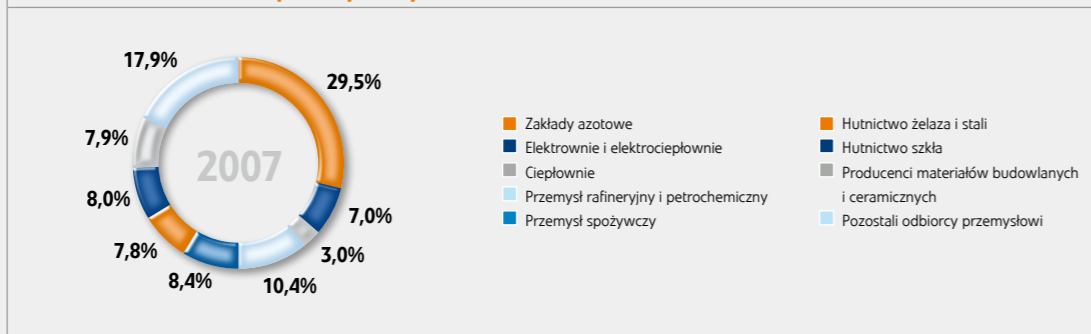 17,9%
29,5%
7,9%
2007
8,0%
7,0%
7,8%
3,0%
8,4%
10,4%
Zakłady azotowe
Elektrownie i elektrociepłownie
Ciepłownie
Przemysł rafineryjny i petrochemiczny
Przemysł spożywczy
Hutnictwo żelaza i stali
Hutnictwo szkła
Producenci materiałów budowlanych
i ceramicznych
Pozostali odbiorcy przemysłowi